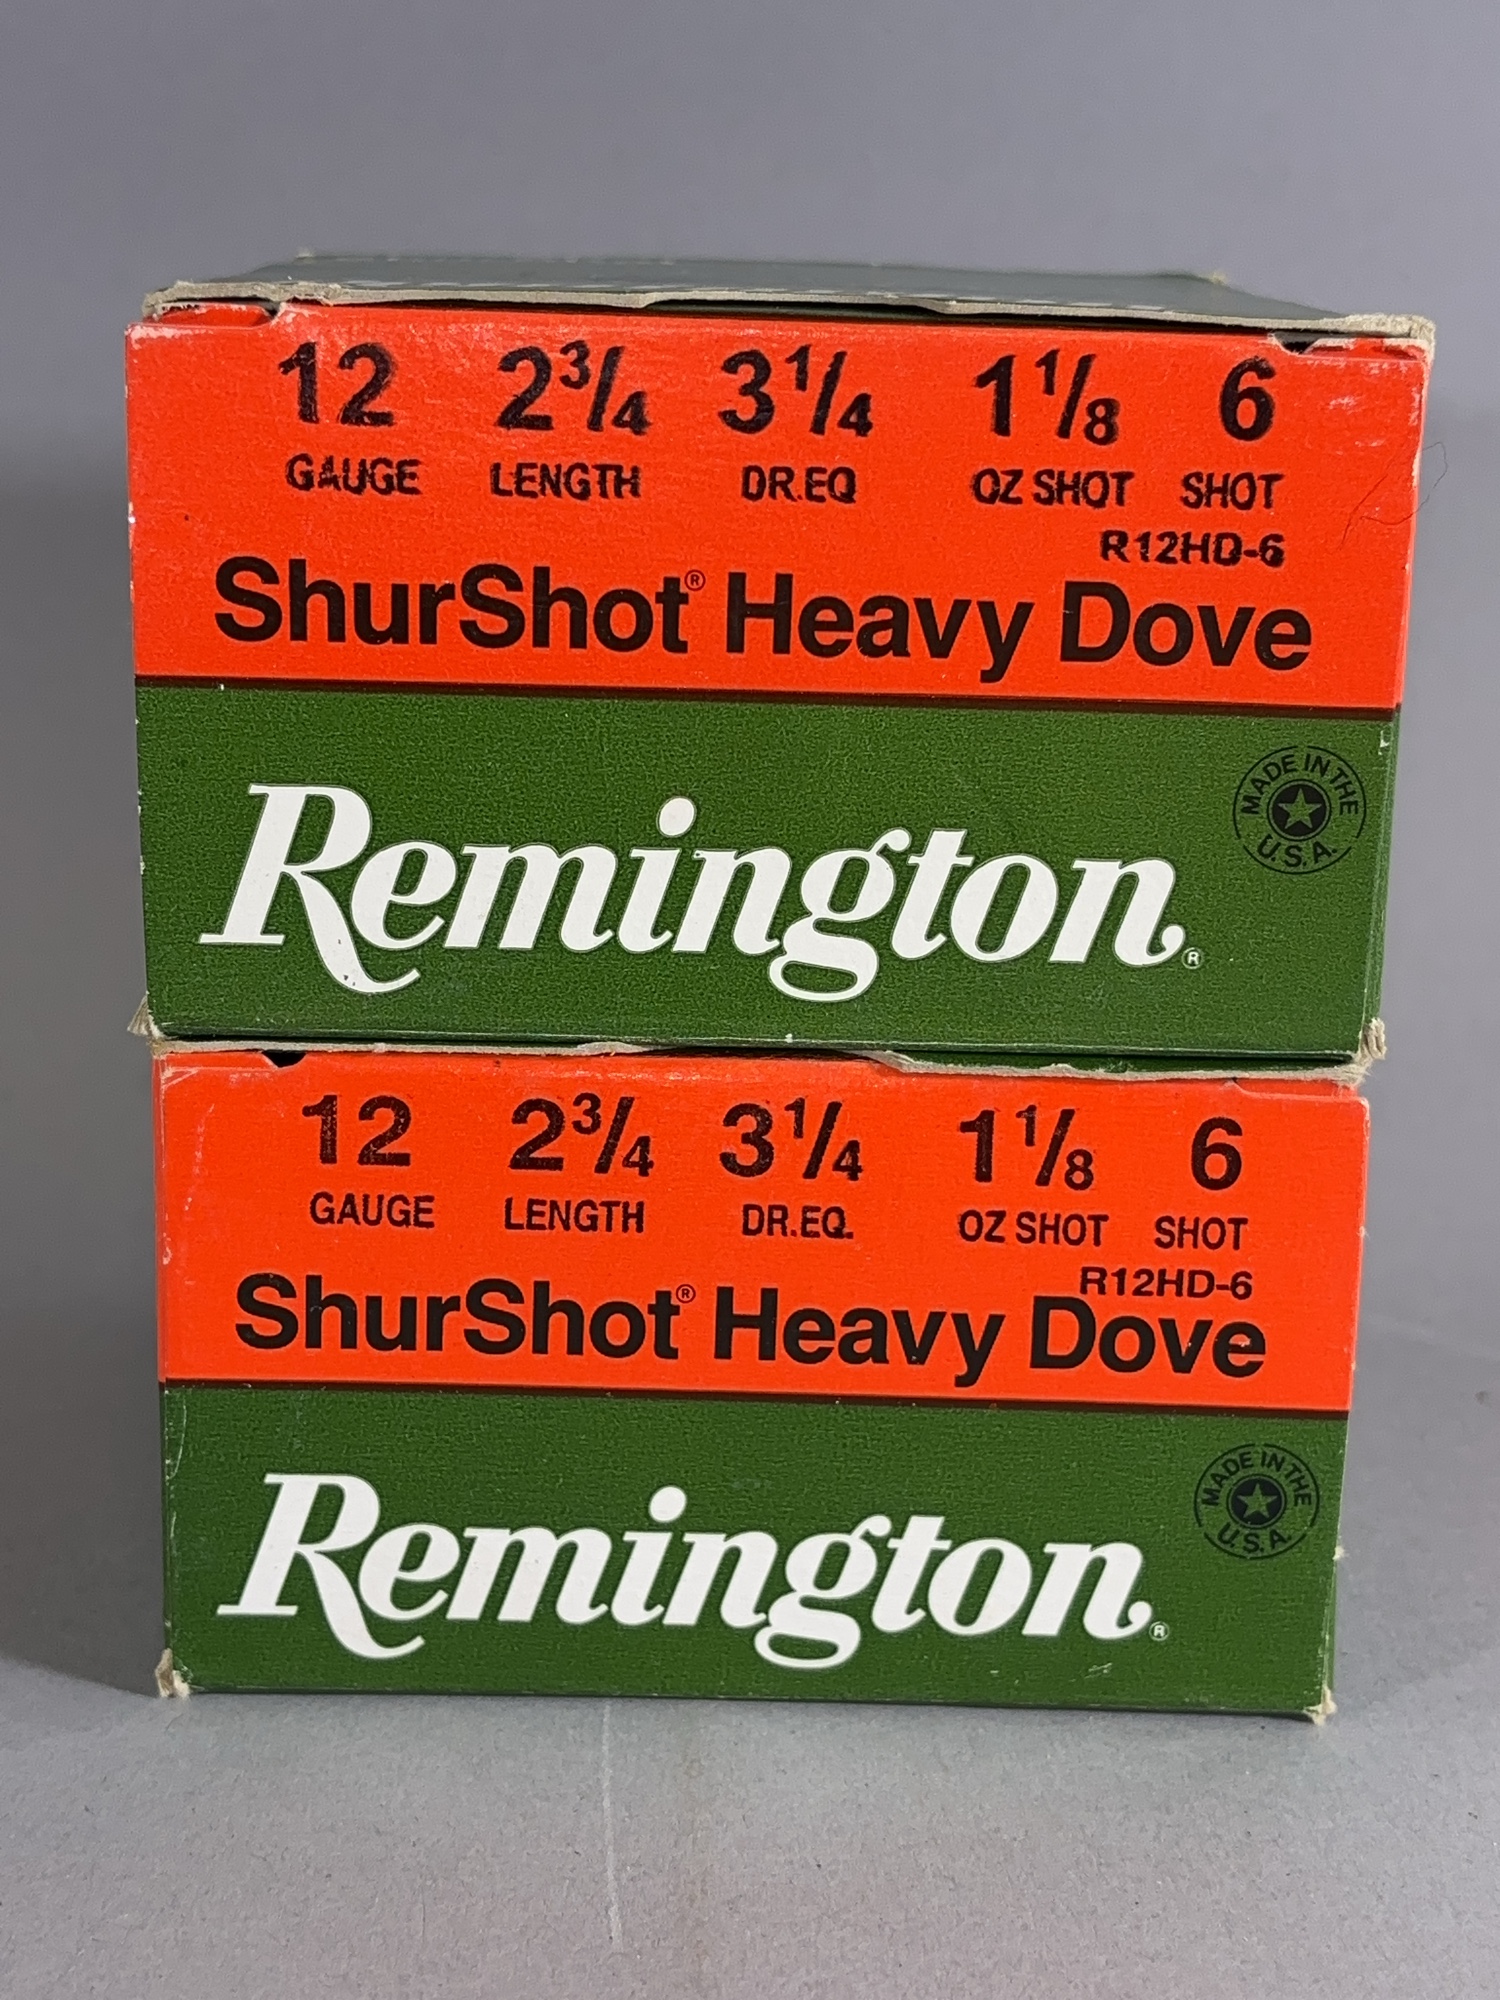 12 2¾ 3¼ 1⅛ 6
GAUGE LENGTH DR.EQ OZ SHOT SHOT
R12HD-6
ShurShot® Heavy Dove
MADE IN THE
U.S.A.
Remington®
12 2¾ 3¼ 1⅛ 6
GAUGE LENGTH DR.EQ. OZ SHOT SHOT
R12HD-6
ShurShot® Heavy Dove
MADE IN THE
U.S.A.
Remington®